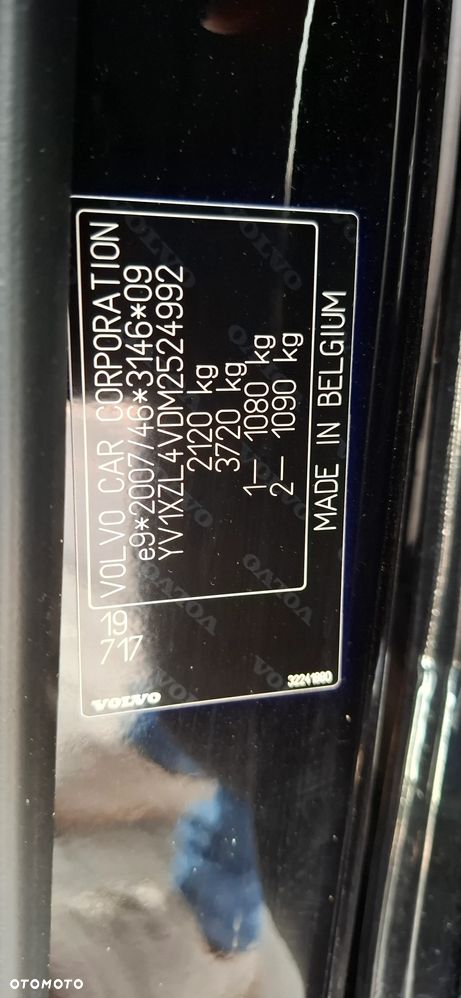 VOLVO CAR CORPORATION
e9*2007/46*3146*09
YV1XZL4VDM2524992
2120 kg
3720 kg
1— 1080 kg
2— 1090 kg
MADE IN BELGIUM
19
717
VOLVO
OTOMOTO